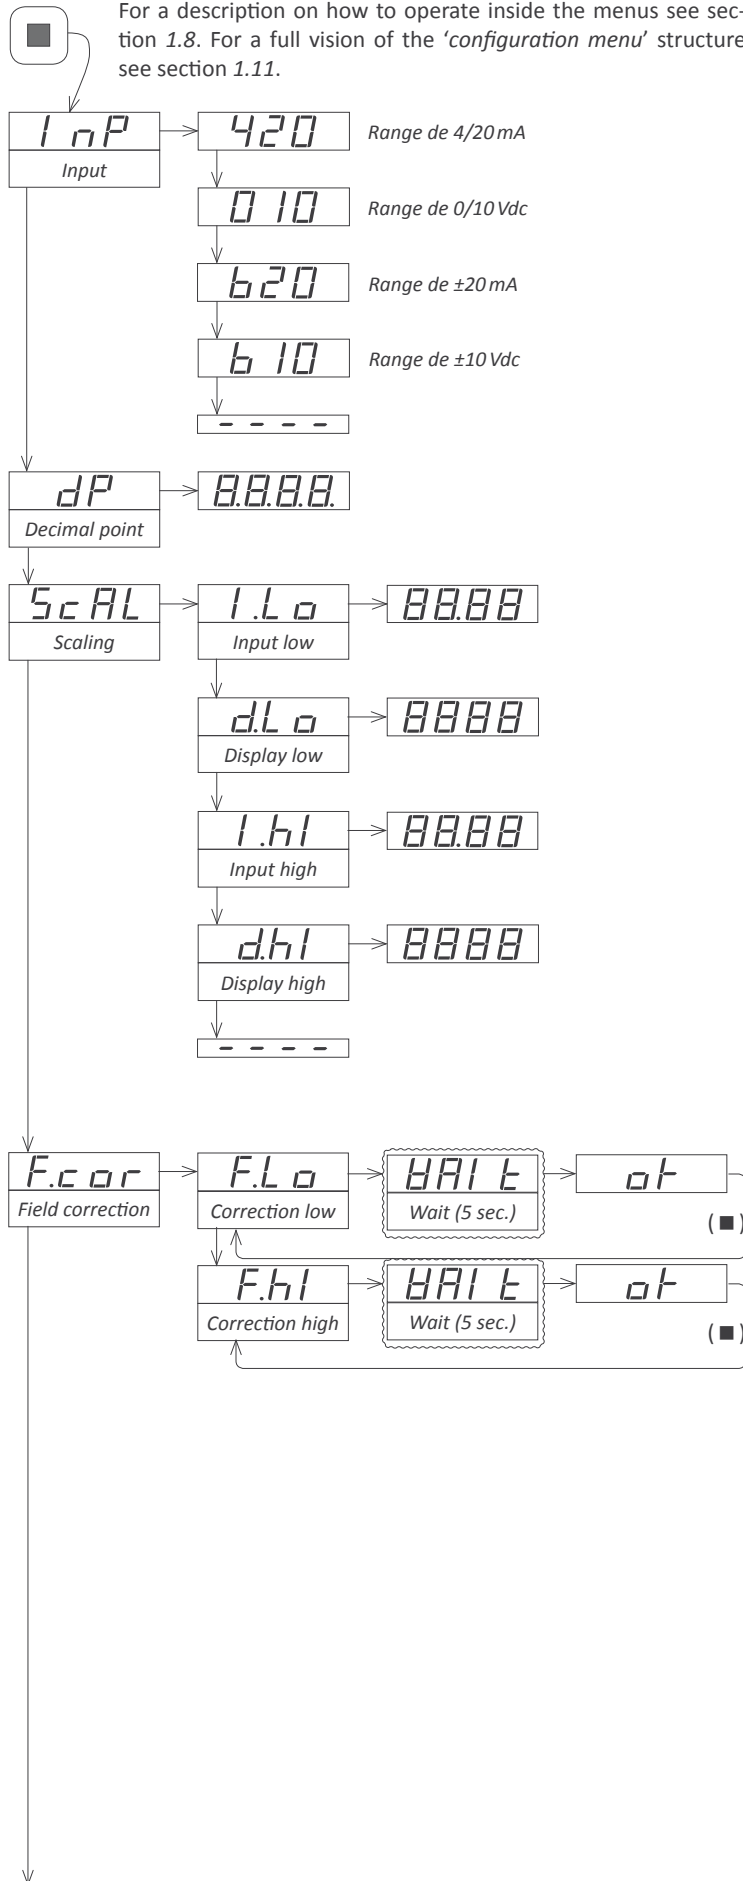 For a description on how to operate inside the menus see sec-
tion 1.8. For a full vision of the ‘configuration menu’ structure
see section 1.11.
InP
Input
420
Range de 4/20 mA
010
Range de 0/10 Vdc
b20
Range de ±20 mA
b10
Range de ±10 Vdc
- - - -
dP
Decimal point
8.8.8.8.
ScAL
Scaling
I.Lo
Input low
88.88
d.Lo
Display low
8888
I.hI
Input high
88.88
d.hI
Display high
8888
- - - -
F.cor
Field correction
F.Lo
Correction low
WAIt
Wait (5 sec.)
ok
( ■ )
F.hI
Correction high
WAIt
Wait (5 sec.)
ok
( ■ )